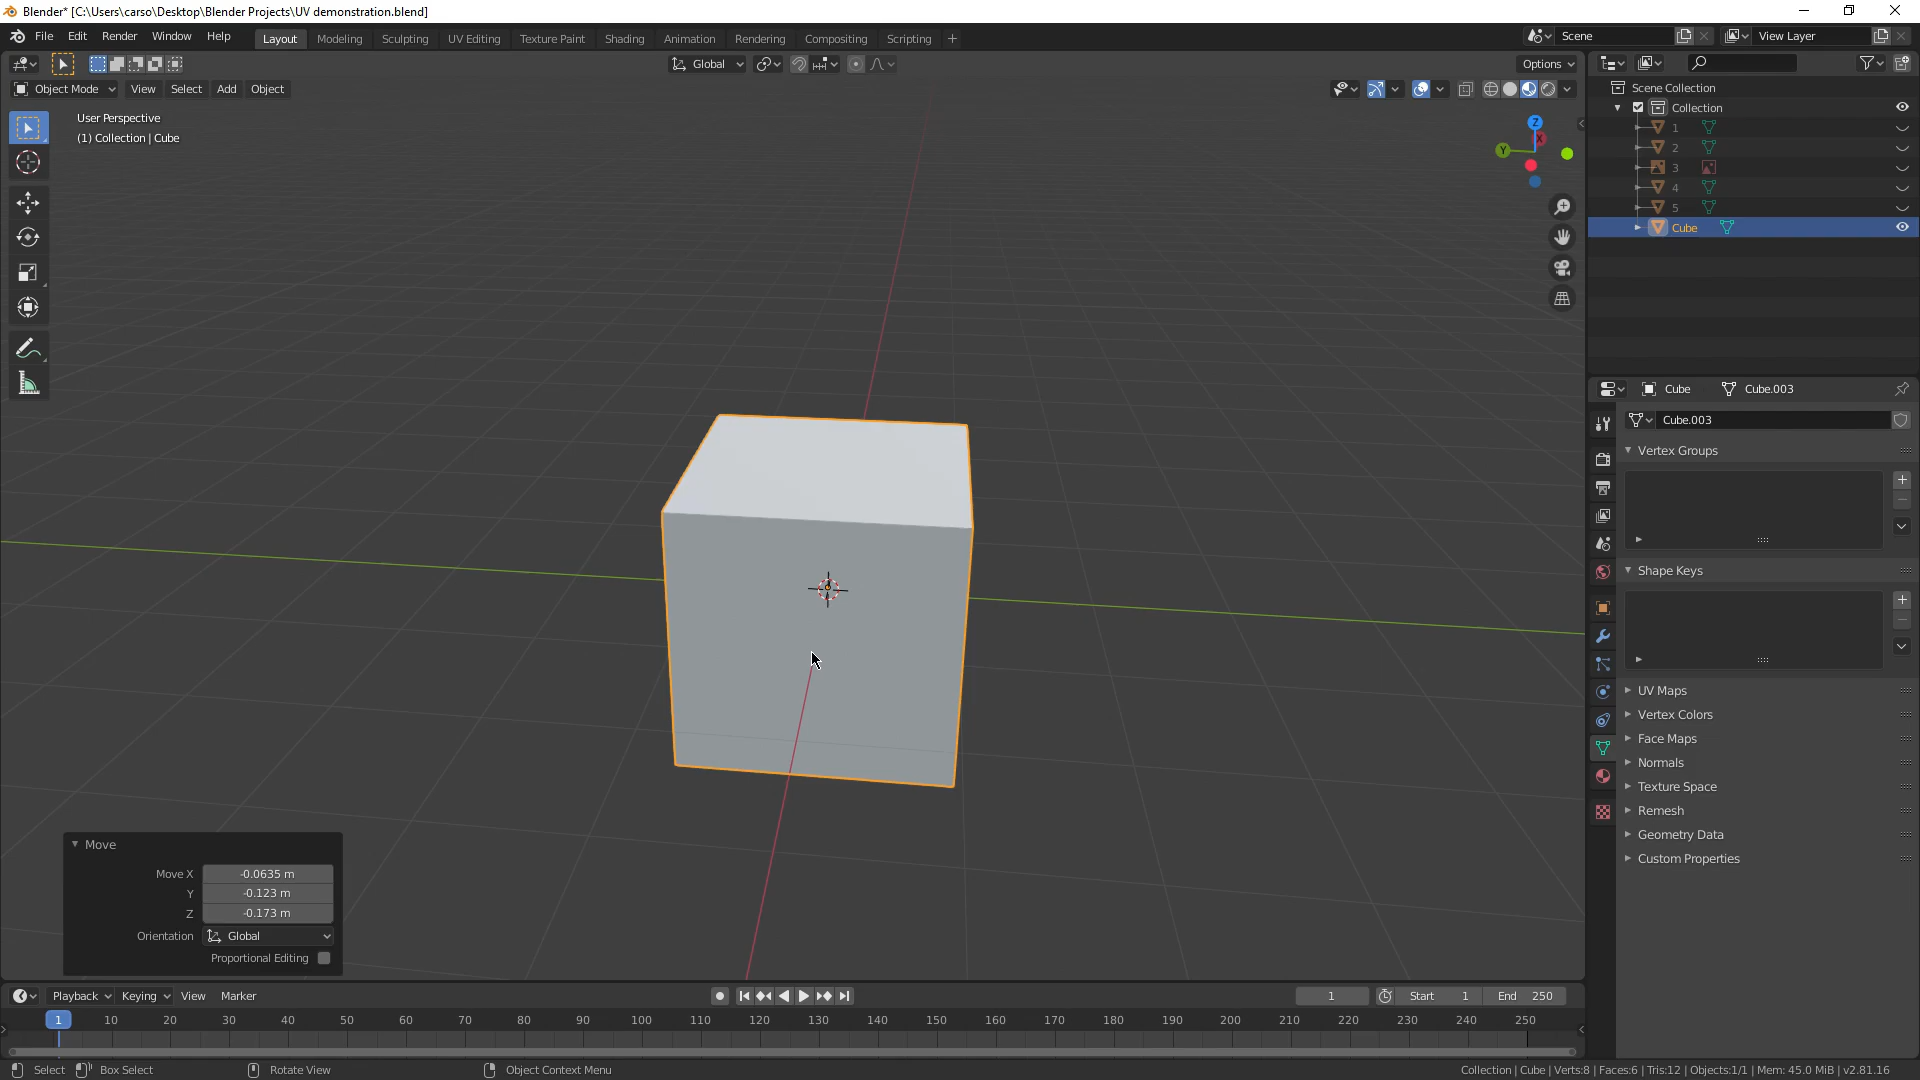 Blender* [C:\Users\carso\Desktop\Blender Projects\UV demonstration.blend]
File Edit Render Window Help Layout Modeling Sculpting UV Editing Texture Paint Shading Animation Rendering Compositing Scripting + Scene View Layer
Global Options
Object Mode View Select Add Object
User Perspective
(1) Collection | Cube
Z
X
Y
Scene Collection
Collection
1
2
3
4
5
Cube
Cube Cube.003
Cube.003
Vertex Groups
Shape Keys
UV Maps
Vertex Colors
Face Maps
Normals
Texture Space
Remesh
Geometry Data
Custom Properties
Move
Move X -0.0635 m
Y -0.123 m
Z -0.173 m
Orientation Global
Proportional Editing
Playback Keying View Marker 1 Start 1 End 250
1 10 20 30 40 50 60 70 80 90 100 110 120 130 140 150 160 170 180 190 200 210 220 230 240 250
Select Box Select Rotate View Object Context Menu Collection | Cube | Verts:8 | Faces:6 | Tris:12 | Objects:1/1 | Mem: 45.0 MiB | v2.81.16